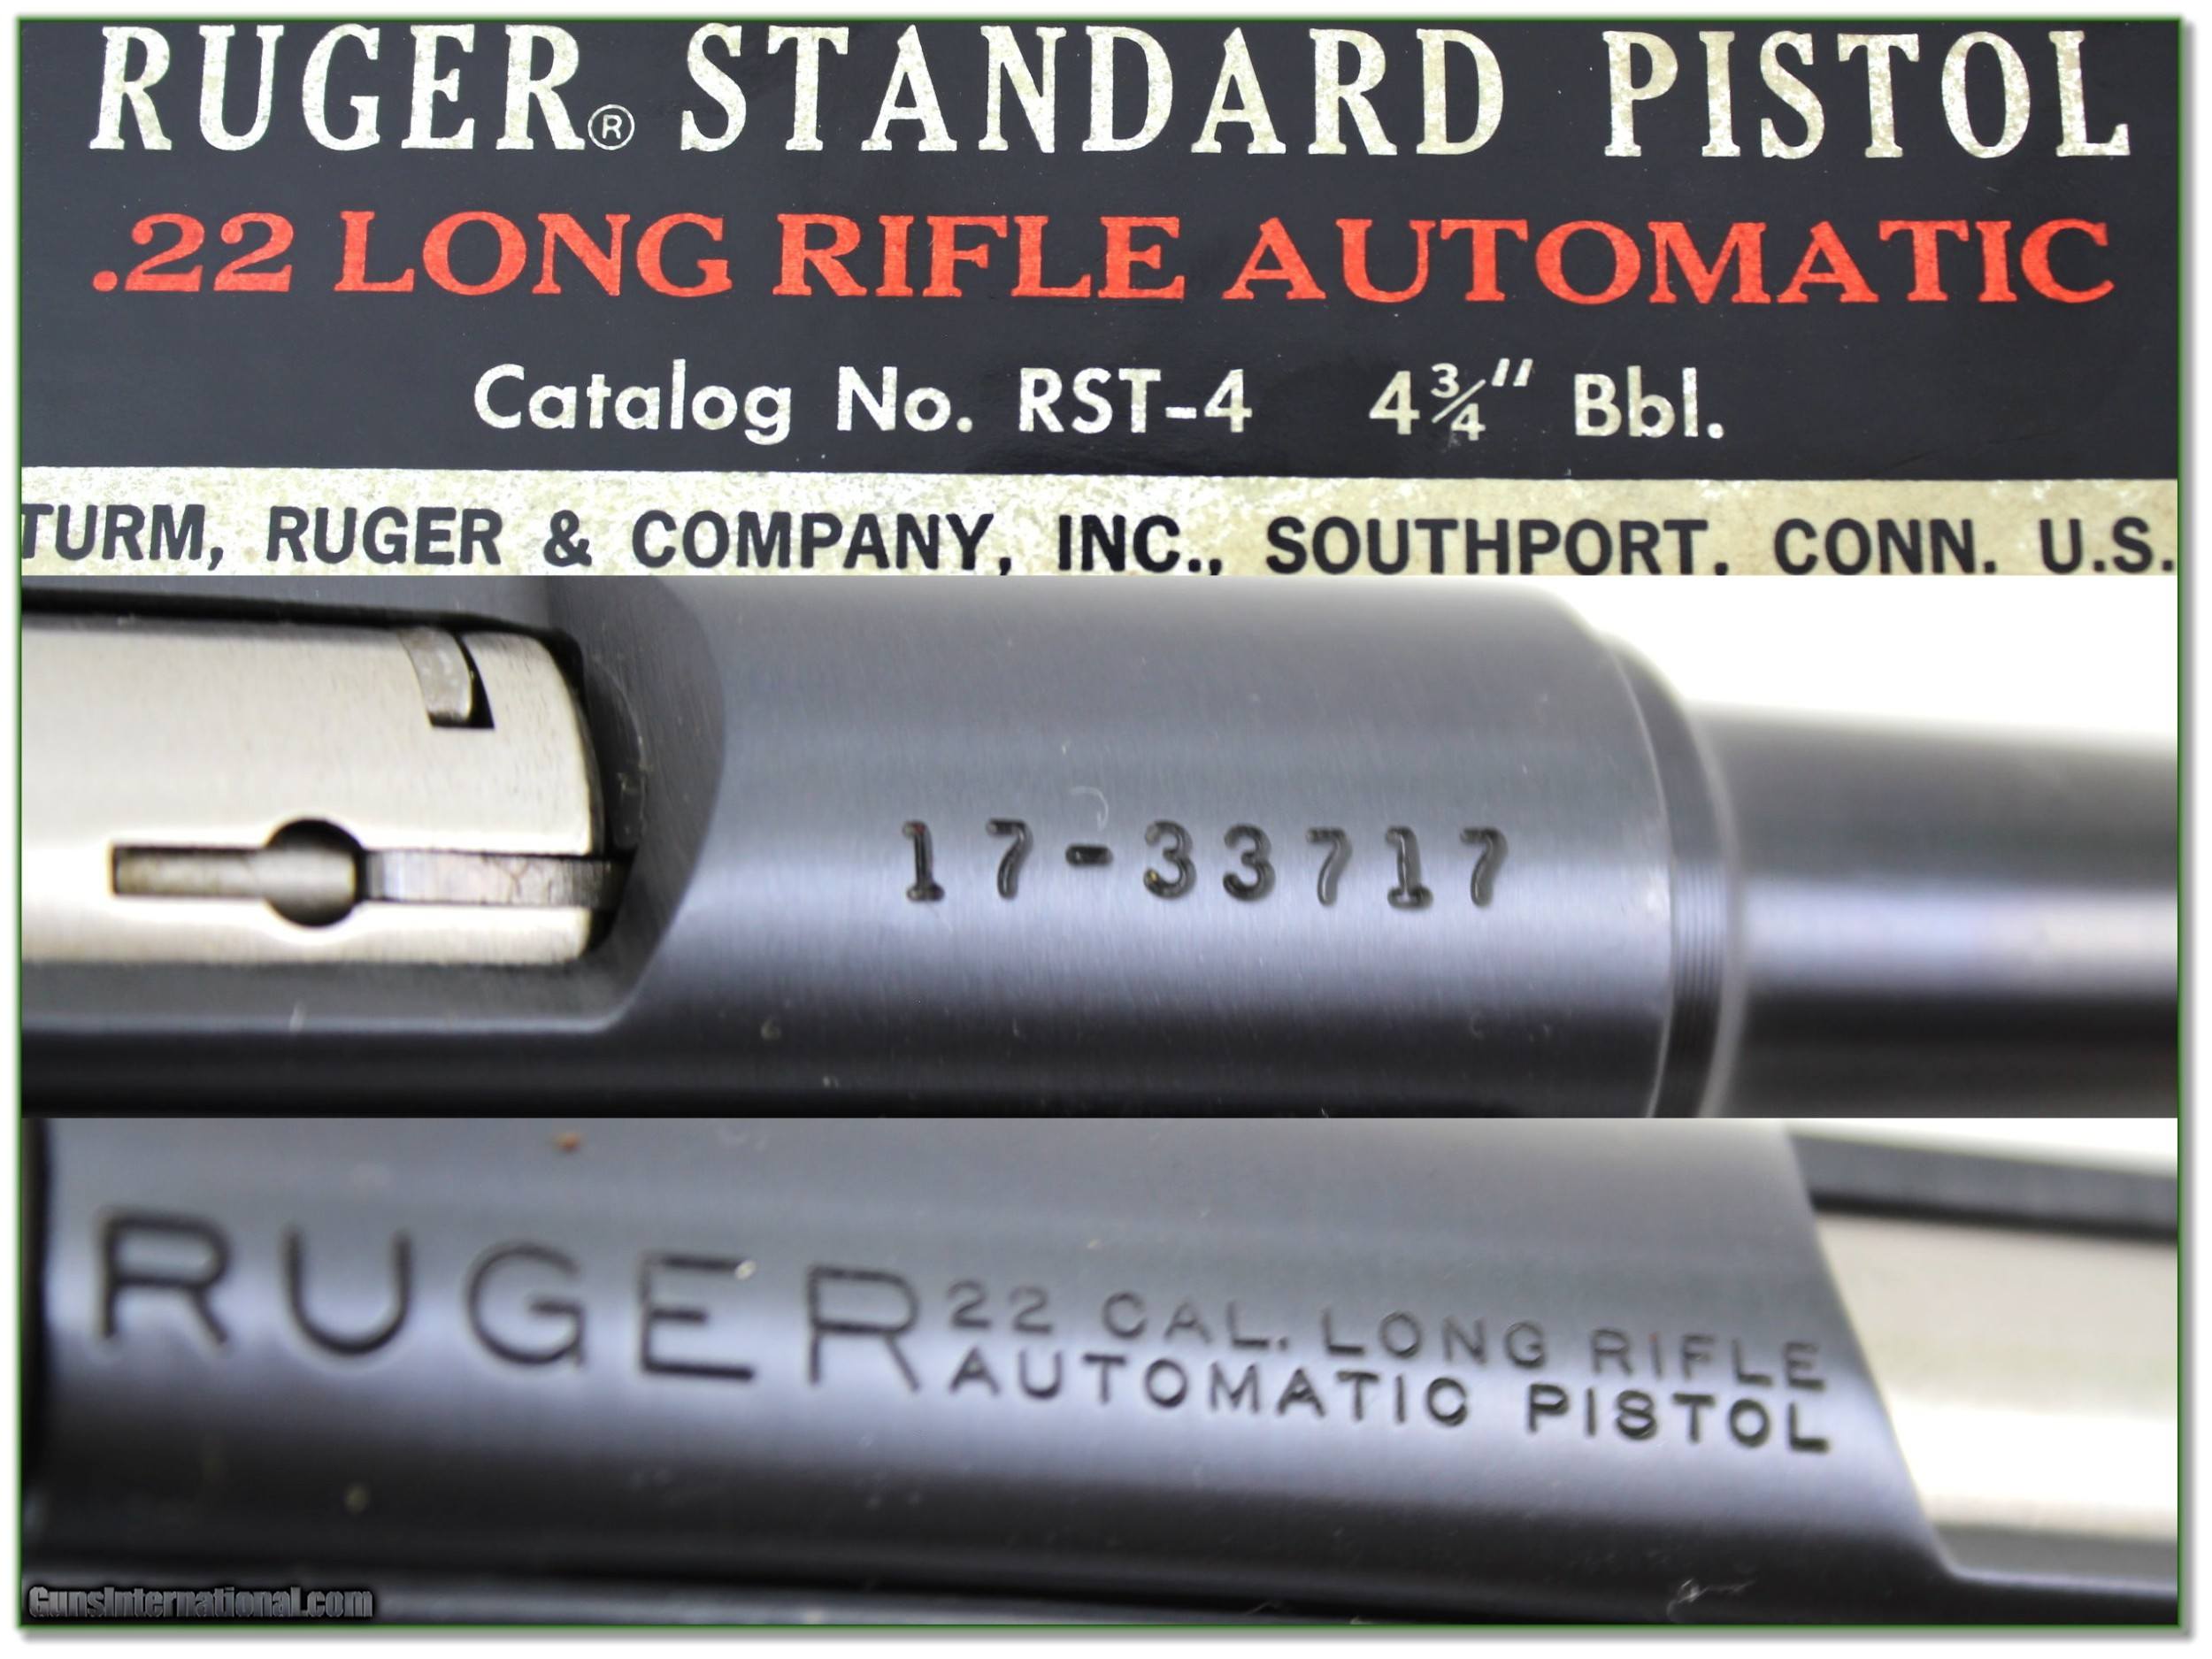 RUGER® STANDARD PISTOL
.22 LONG RIFLE AUTOMATIC
Catalog No. RST-4 4¾" Bbl.
TURM, RUGER & COMPANY, INC., SOUTHPORT, CONN. U.S.
17-33717
RUGER 22 CAL. LONG RIFLE
AUTOMATIC PISTOL
GunsInternational.com